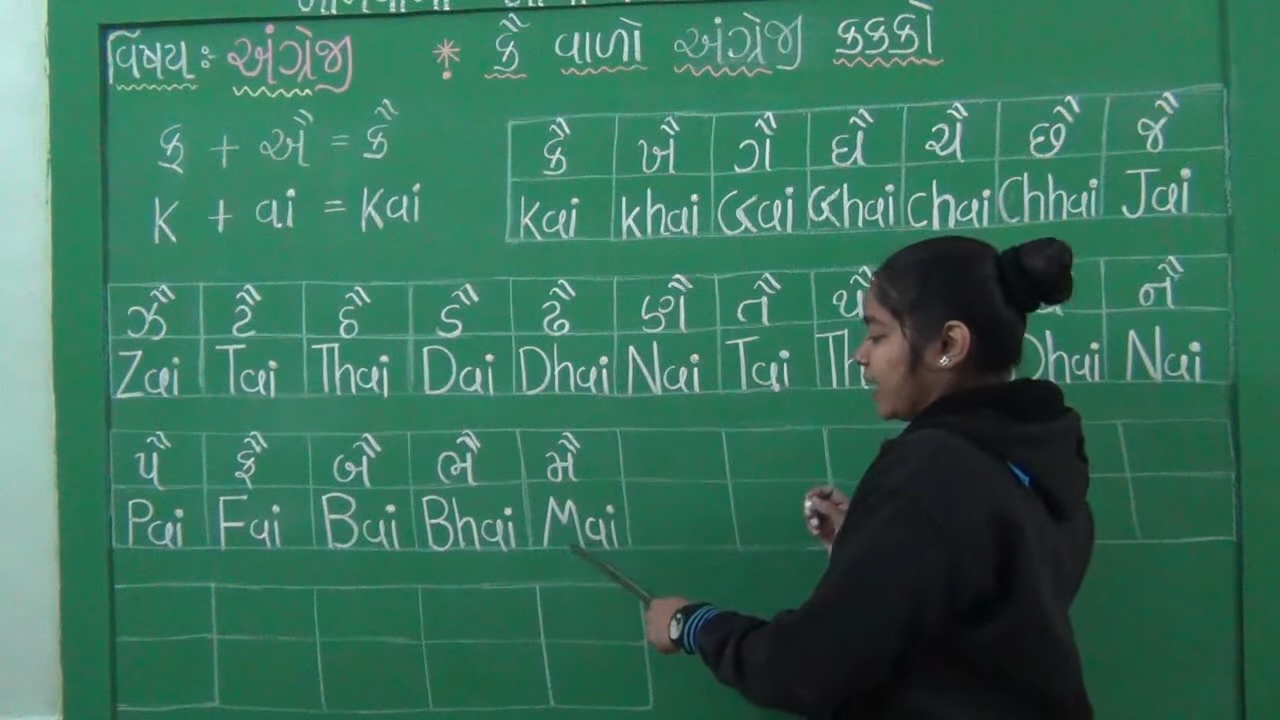 વિષયઃ અંગ્રેજી * કૈ વાળો અંગ્રેજી કક્કો
ક + ઐ = કૈ
K + ai = Kai
કૈ ખૈ ગૈ ઘૈ ચૈ છૈ જૈ
Kai khai Gai Ghai chai Chhai Jai
ઝૈ ટૈ ઠૈ ડૈ ઢૈ ણૈ તૈ થૈ નૈ
Zai Tai Thai Dai Dhai Nai Tai Dhai Nai
પૈ ફૈ બૈ ભૈ મૈ
Pai Fai Bai Bhai Mai